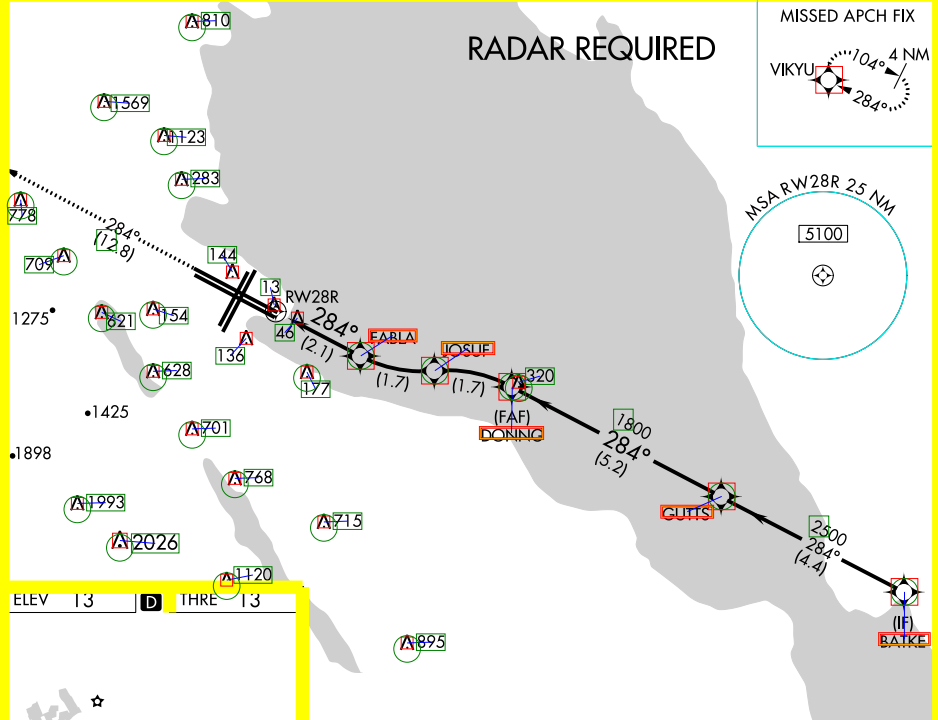 810
MISSED APCH FIX
RADAR REQUIRED
4 NM
104°
VIKYU
284°
1569
1123
283
MSA RW28R 25 NM
5100
778
284°
(12.8)
144
709
13
RW28R
1275
621
154
46
284°
(2.1)
FABLA
JOSUF
136
628
177
(1.7)
(1.7)
320
1425
(FAF)
DONNG
1800
284°
(5.2)
701
1898
768
1993
GUTTS
715
2500
284°
(4.4)
2026
1120
ELEV 13
D
THRE 13
(IF)
BATKE
895